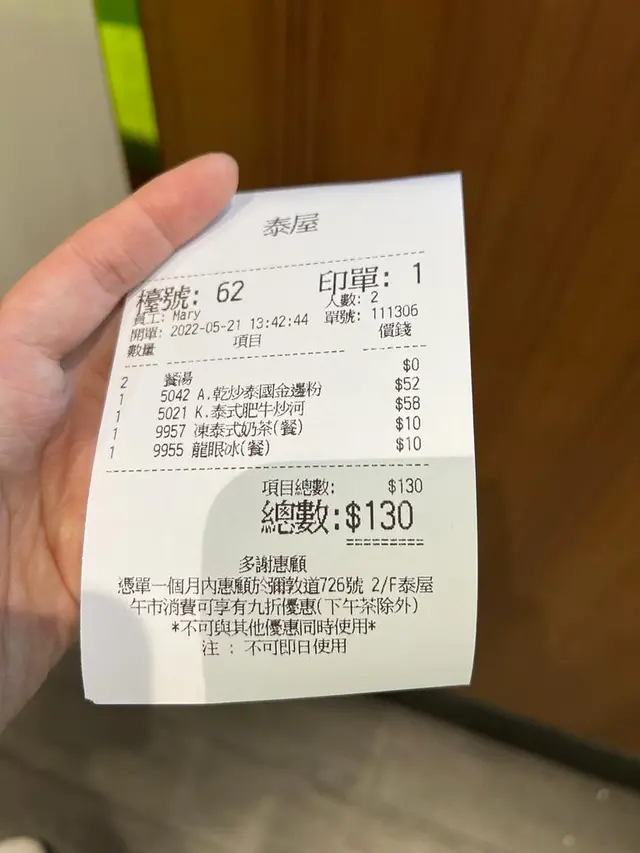 泰屋
檯號: 62 印單: 1
員工: Mary 人數: 2
開單: 2022-05-21 13:42:44 單號: 111306
數量 項目 價錢
2 餐湯 $0
1 5042 A.乾炒泰國金邊粉 $52
1 5021 K.泰式肥牛炒河 $58
1 9957 凍泰式奶茶(餐) $10
1 9955 龍眼冰(餐) $10
項目總數: $130
總數:$130
=========
多謝惠顧
憑單一個月內惠顧於彌敦道726號 2/F泰屋
午市消費可享有九折優惠(下午茶除外)
*不可與其他優惠同時使用*
注 : 不可即日使用